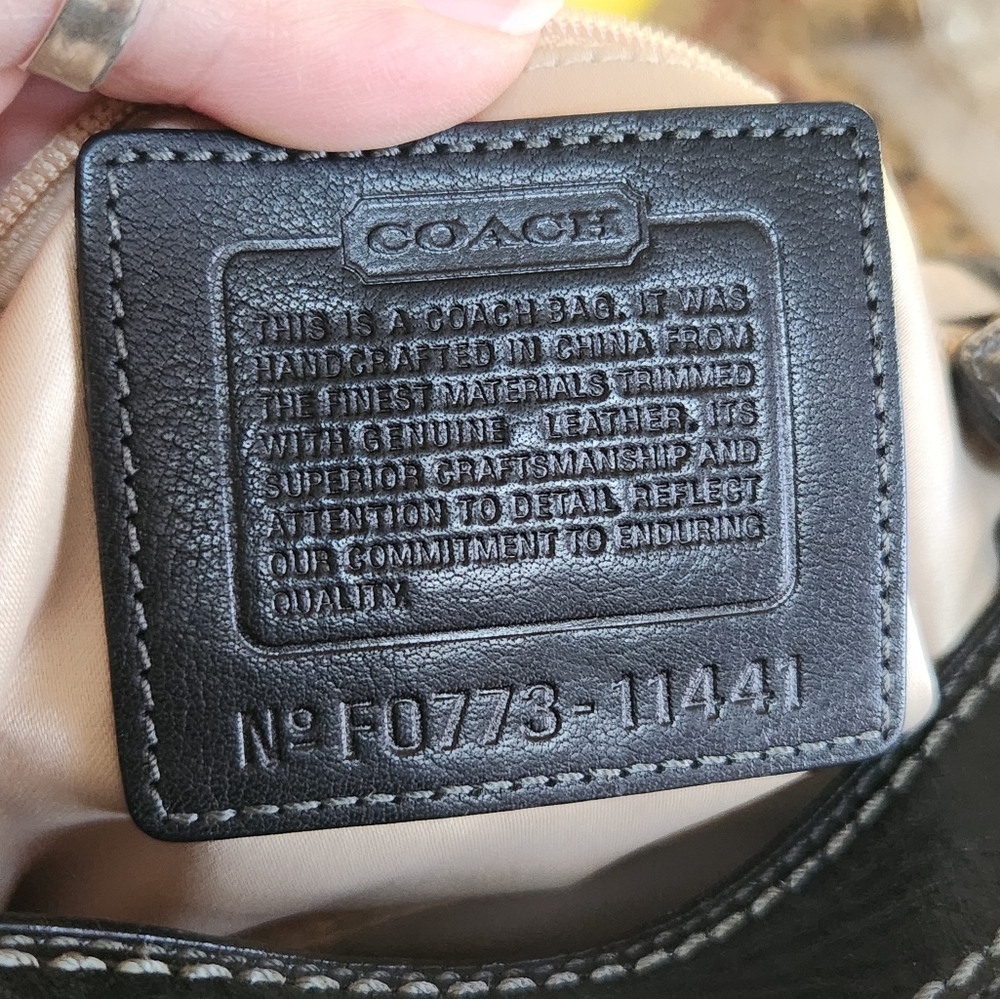 COACH
THIS IS A COACH BAG. IT WAS
HANDCRAFTED IN CHINA FROM
THE FINEST MATERIALS TRIMMED
WITH GENUINE LEATHER. ITS
SUPERIOR CRAFTSMANSHIP AND
ATTENTION TO DETAIL REFLECT
OUR COMMITMENT TO ENDURING
QUALITY.
Nº F0773-11441